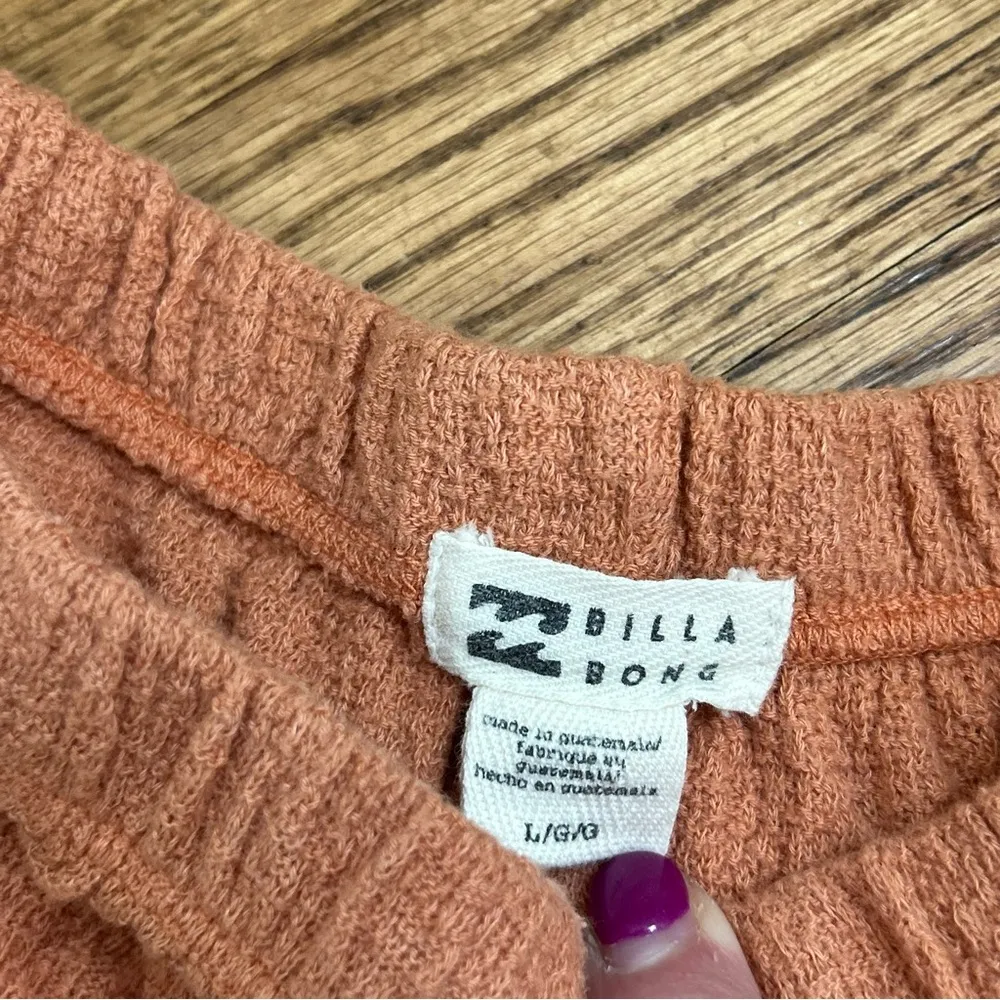 BILLA
BONG
made in guatemala/
fabriqué au
guatemala/
hecho en guatemala
L/G/G